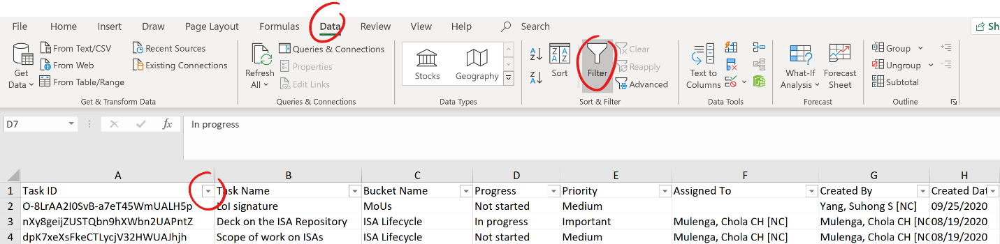 File Home Insert Draw Page Layout Formulas Data Review View Help Search Sh
From Text/CSV Recent Sources Queries & Connections Clear Group
From Web Existing Connections Properties Reapply Ungroup
From Table/Range Edit Links Advanced Subtotal
Get Data Refresh All Stocks Geography Sort Filter Text to Columns What-If Analysis Forecast Sheet
Get & Transform Data Queries & Connections Data Types Sort & Filter Data Tools Forecast Outline
D7 fx In progress
A B C D E F G H
1 Task ID Task Name Bucket Name Progress Priority Assigned To Created By Created Dat
2 O-8LrAA2I0SvB-a7eT45WmUALH5p LoI signature MoUs Not started Medium Yang, Suhong S [NC] 09/25/2020
3 nXy8geijZUSTQbn9hXWbn2UAPntZ Deck on the ISA Repository ISA Lifecycle In progress Important Mulenga, Chola CH [NC] Mulenga, Chola CH [NC 08/19/2020
4 dpK7xeXsFkeCTLycjV32HWUAJhjh Scope of work on ISAs ISA Lifecycle Not started Medium Mulenga, Chola CH [NC] Mulenga, Chola CH [NC 08/19/2020